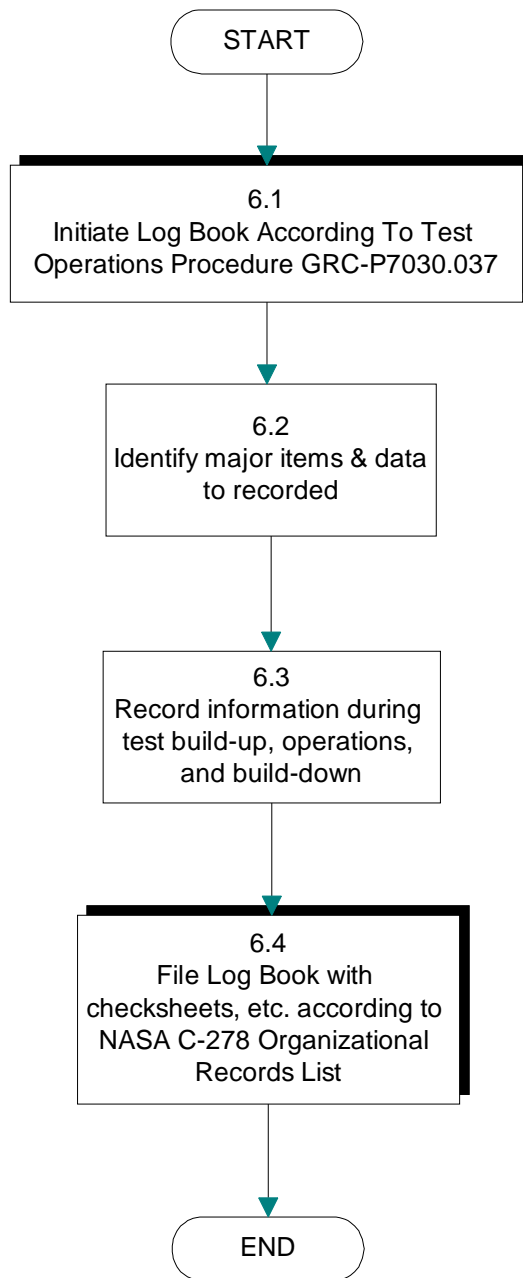 START
6.1
Initiate Log Book According To Test
Operations Procedure GRC-P7030.037
6.2
Identify major items & data
to recorded
6.3
Record information during
test build-up, operations,
and build-down
6.4
File Log Book with
checksheets, etc. according to
NASA C-278 Organizational
Records List
END